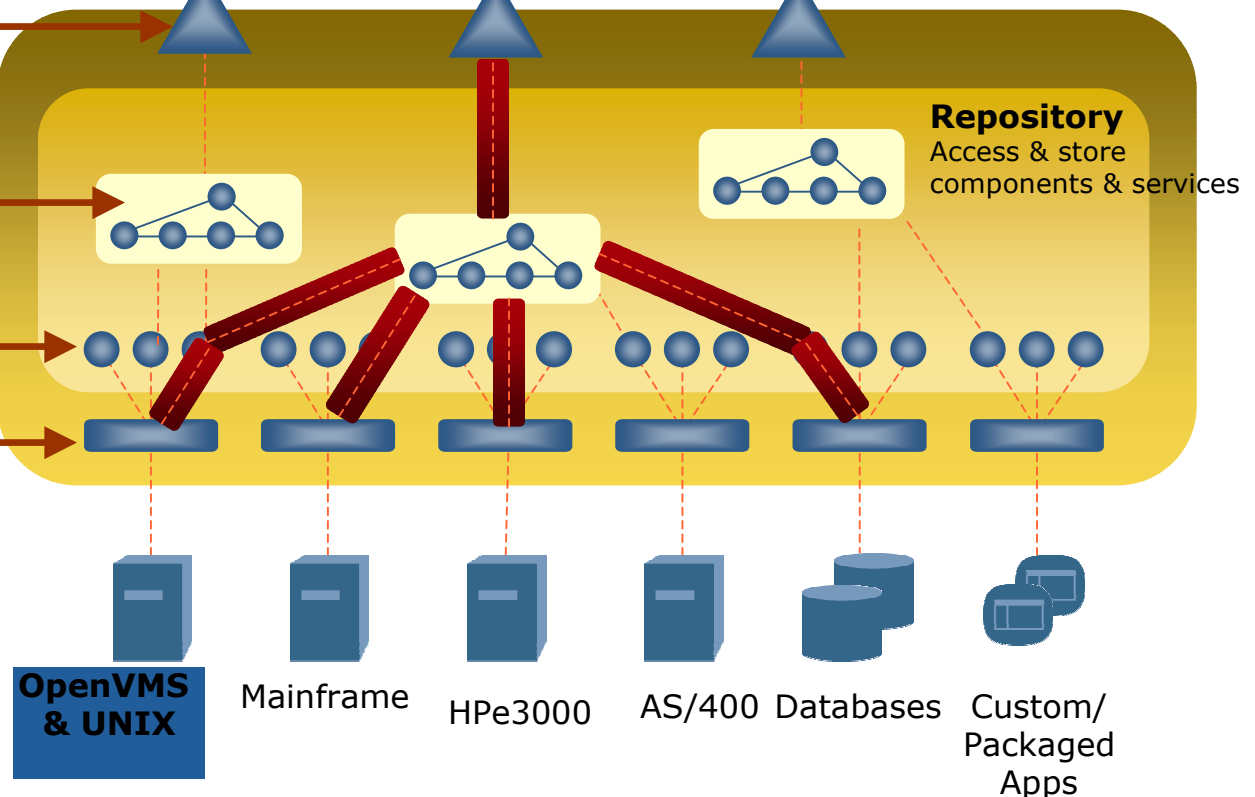 Repository
Access & store
components & services
OpenVMS
& UNIX
Mainframe
HPe3000
AS/400
Databases
Custom/
Packaged
Apps